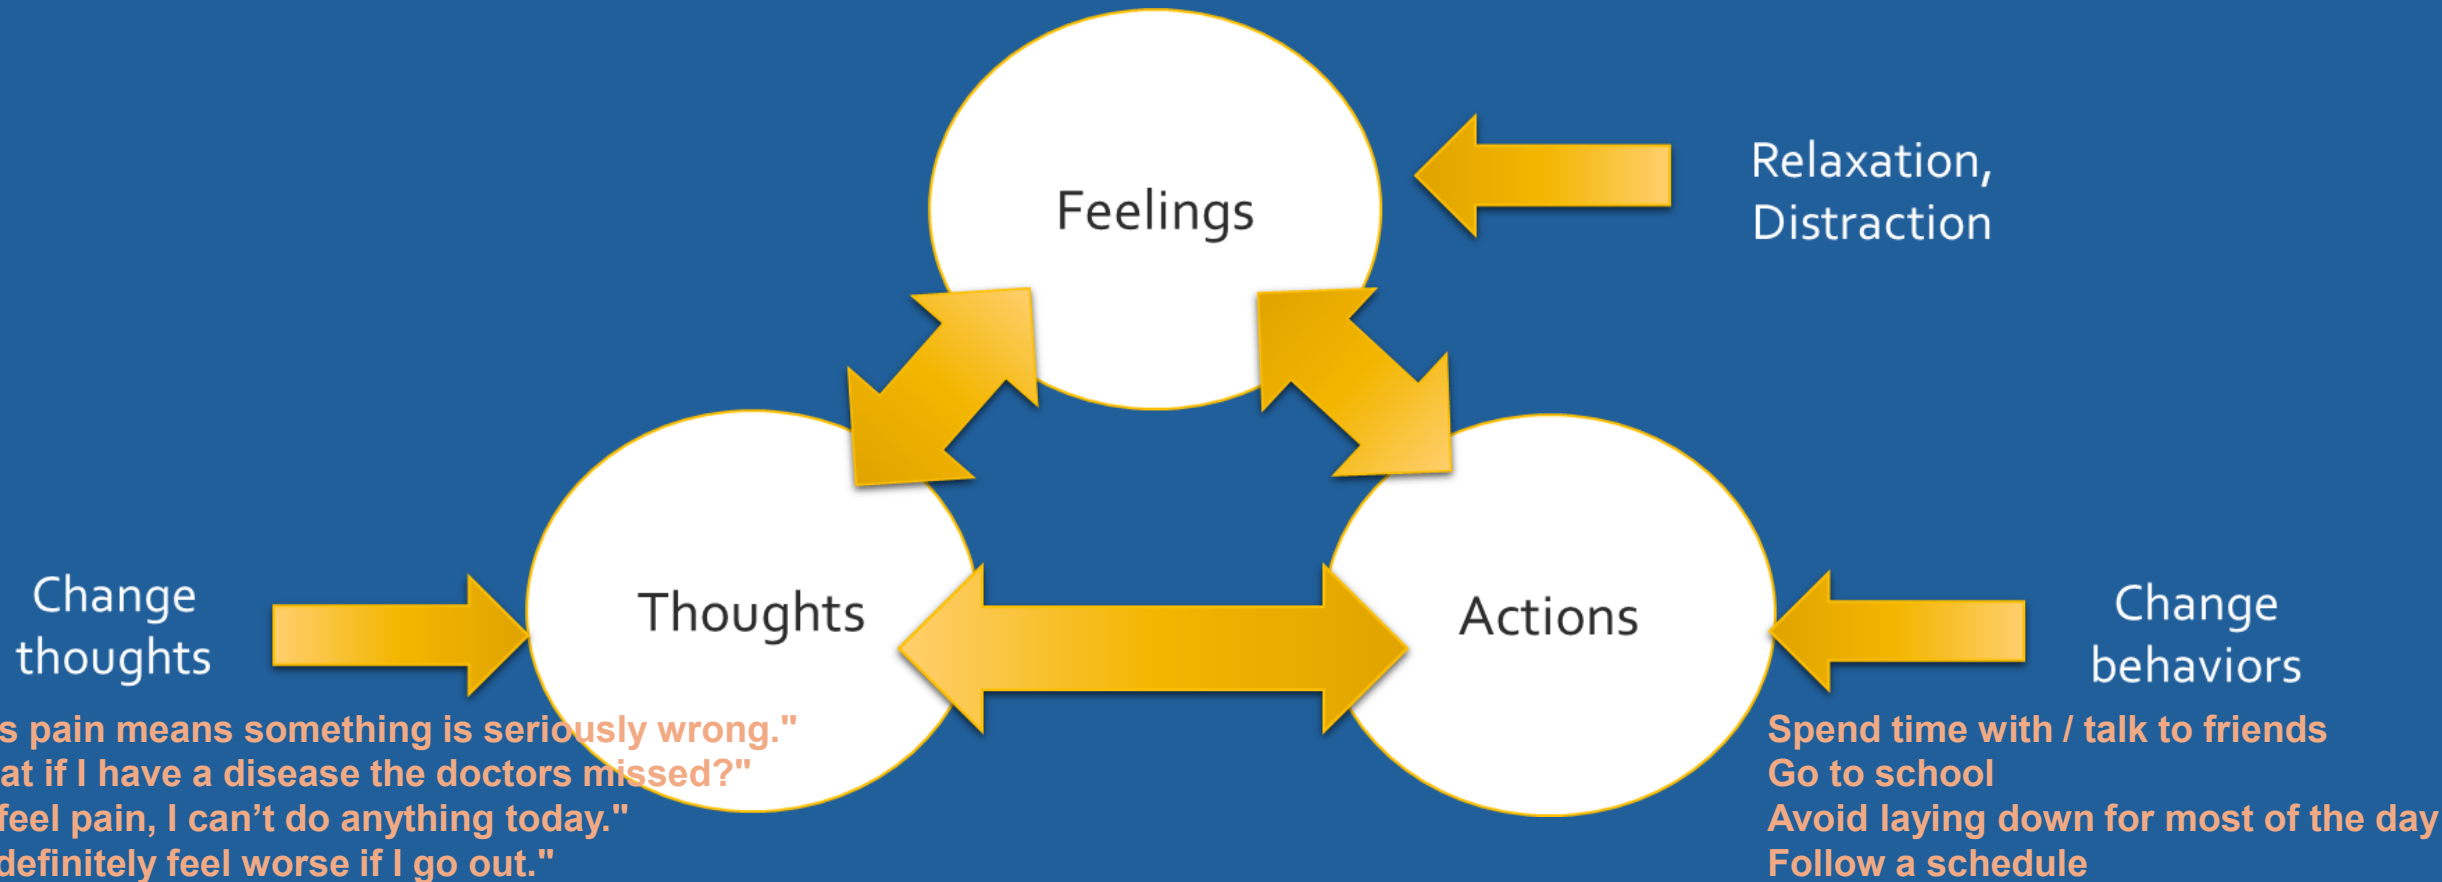 Feelings
Relaxation,
Distraction
Thoughts
Actions
Change
thoughts
Change
behaviors
pain means something is seriously wrong."
if I have a disease the doctors missed?"
feel pain, I can’t do anything today."
definitely feel worse if I go out."
Spend time with / talk to friends
Go to school
Avoid laying down for most of the day
Follow a schedule